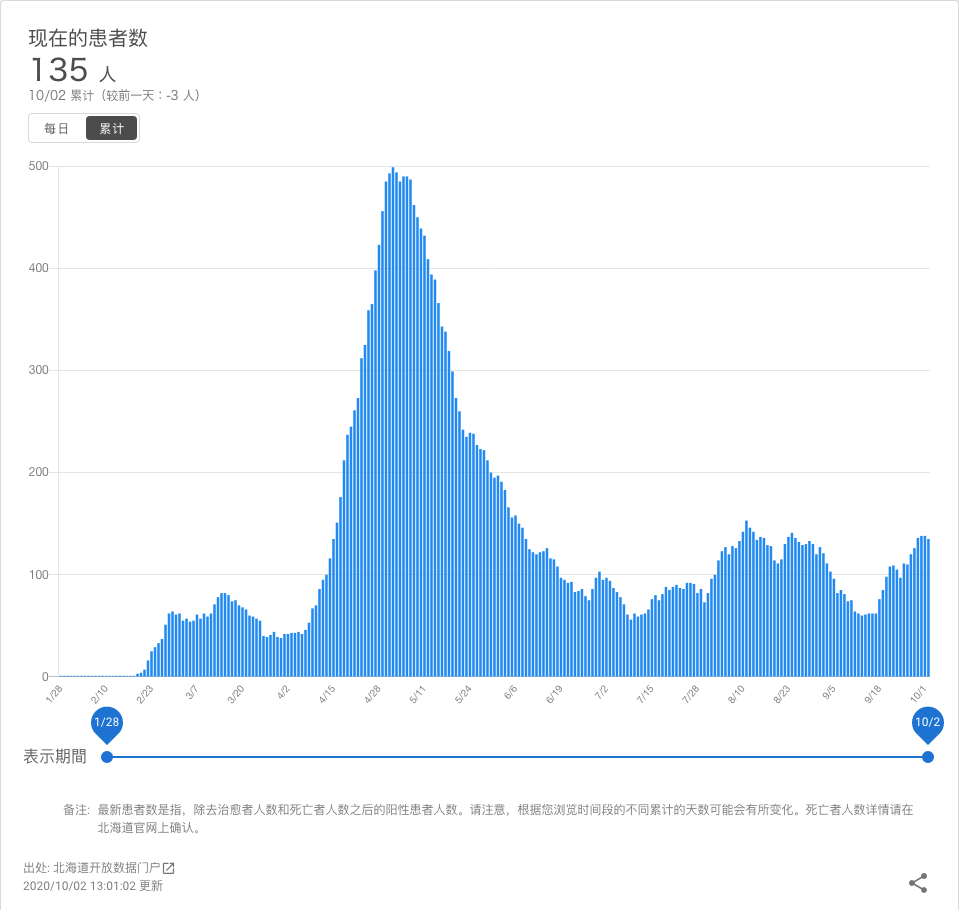 现在的患者数
135 人
10/02 累计（较前一天：-3 人）
每日 累计
500
400
300
200
100
0
1/28 2/10 2/23 3/7 3/20 4/2 4/15 4/28 5/11 5/24 6/6 6/19 7/2 7/15 7/28 8/10 8/23 9/5 9/18 10/1
1/28 10/2
表示期間
备注: 最新患者数是指，除去治愈者人数和死亡者人数之后的阳性患者人数。请注意，根据您浏览时间段的不同累计的天数可能会有所变化。死亡者人数详情请在
北海道官网上确认。
出处: 北海道开放数据门户
2020/10/02 13:01:02 更新